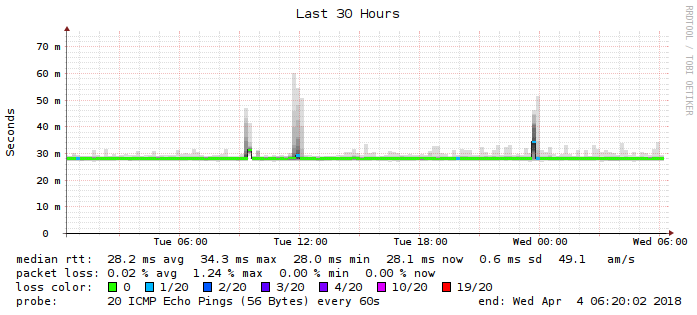 Last 30 Hours
RRDTOOL / TOBI OETIKER
Seconds
70 m
60 m
50 m
40 m
30 m
20 m
10 m
0
Tue 06:00 Tue 12:00 Tue 18:00 Wed 00:00 Wed 06:00
median rtt: 28.2 ms avg 34.3 ms max 28.0 ms min 28.1 ms now 0.6 ms sd 49.1 am/s
packet loss: 0.02 % avg 1.24 % max 0.00 % min 0.00 % now
loss color: 0 1/20 2/20 3/20 4/20 10/20 19/20
probe: 20 ICMP Echo Pings (56 Bytes) every 60s end: Wed Apr 4 06:20:02 2018